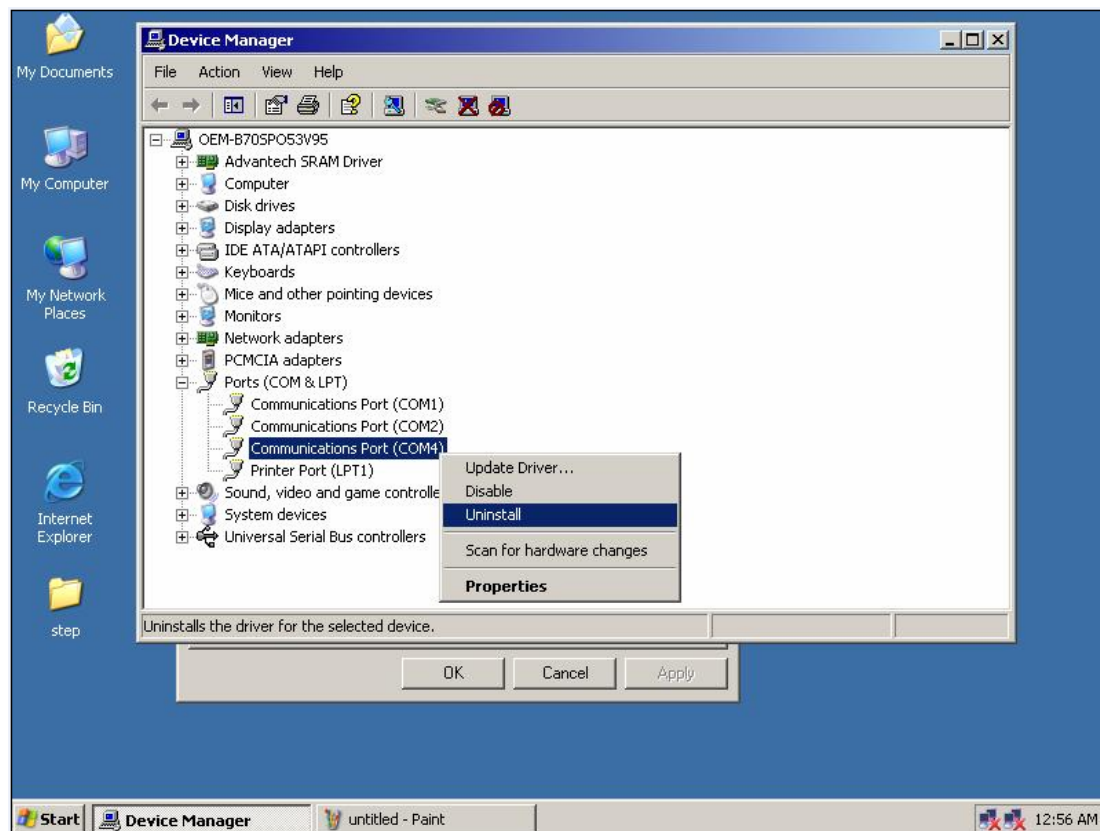 My Documents
My Computer
My Network
Places
Recycle Bin
Internet
Explorer
step
Device Manager
File Action View Help
OEM-B70SPO53V95
Advantech SRAM Driver
Computer
Disk drives
Display adapters
IDE ATA/ATAPI controllers
Keyboards
Mice and other pointing devices
Monitors
Network adapters
PCMCIA adapters
Ports (COM & LPT)
Communications Port (COM1)
Communications Port (COM2)
Communications Port (COM4)
Printer Port (LPT1)
Sound, video and game controlle
System devices
Universal Serial Bus controllers
Update Driver...
Disable
Uninstall
Scan for hardware changes
Properties
Uninstalls the driver for the selected device.
OK Cancel Apply
Start Device Manager untitled - Paint 12:56 AM